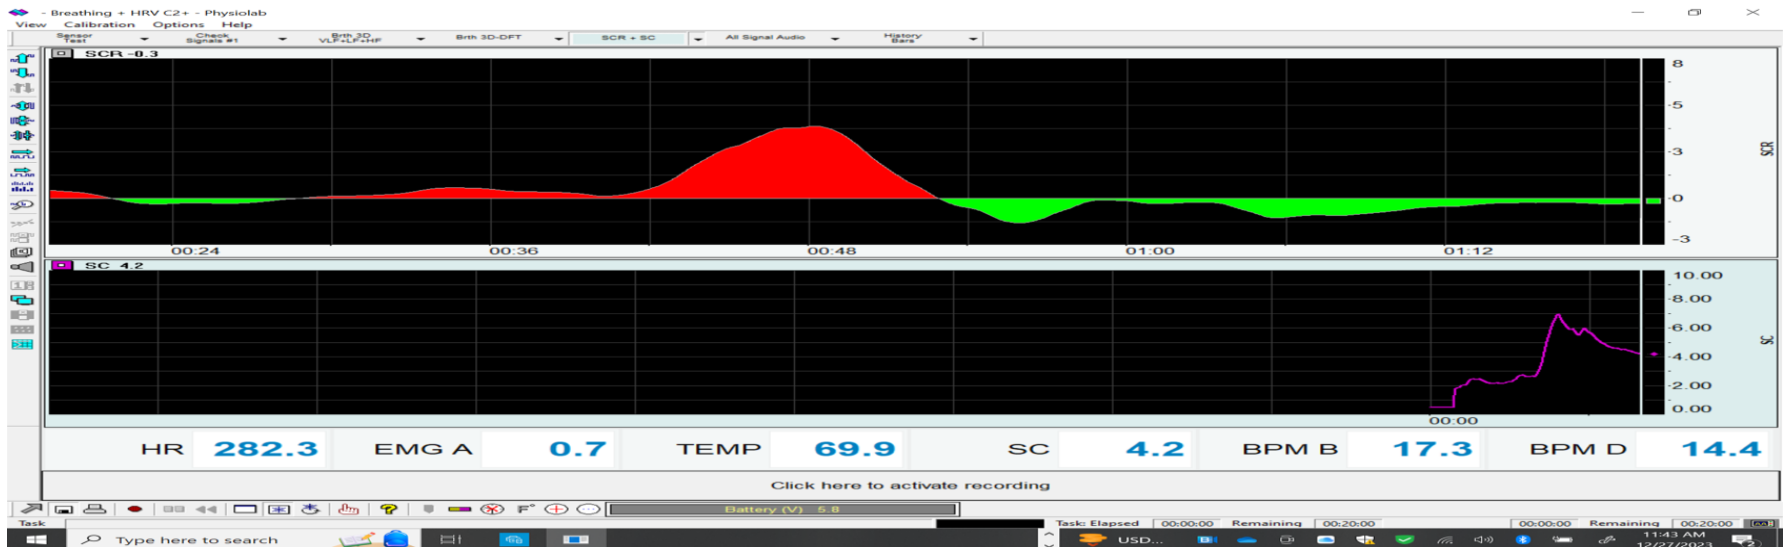 - Breathing + HRV C2+ - Physiolab
View Calibration Options Help
Sensor Test Check Signals #1 Brth 3D VLF+LF+HF Brth 3D-DFT SCR + SC All Signal Audio History Bars
SCR -0.3
8
-5
-3
-0
-3
SCR
00:24 00:36 00:48 01:00 01:12
SC 4.2
10.00
-8.00
-6.00
-4.00
-2.00
0.00
SC
00:00
HR 282.3 EMG A 0.7 TEMP 69.9 SC 4.2 BPM B 17.3 BPM D 14.4
Click here to activate recording
F° Battery (V) 5.8
Task Task: Elapsed 00:00:00 Remaining 00:20:00 00:00:00 Remaining 00:20:00
Type here to search USD... 11:43 AM
12/27/2023 2